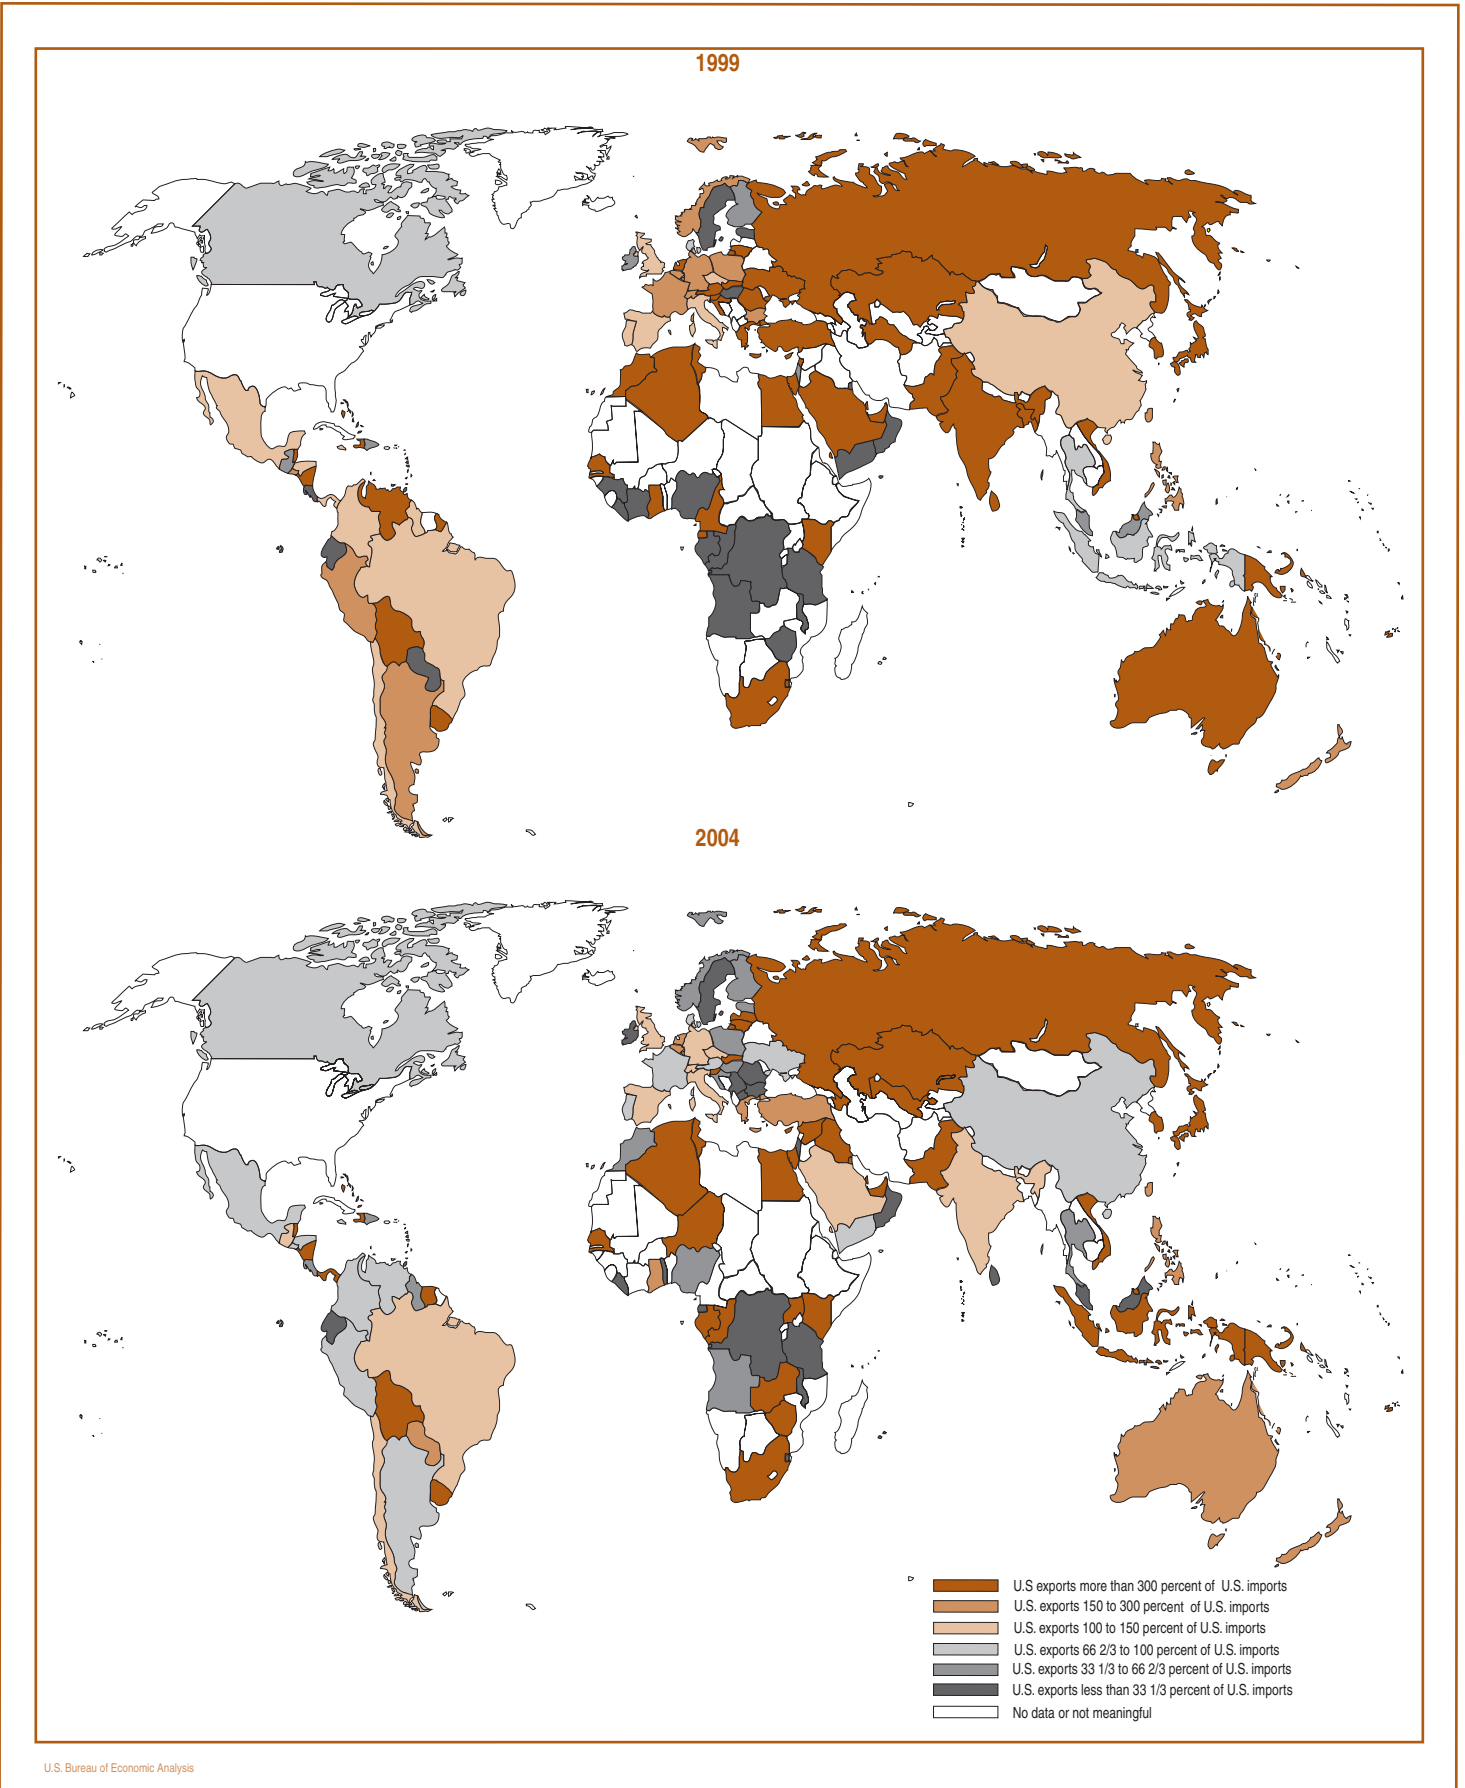 1999
2004
U.S exports more than 300 percent of U.S. imports
U.S. exports 150 to 300 percent of U.S. imports
U.S. exports 100 to 150 percent of U.S. imports
U.S. exports 66 2/3 to 100 percent of U.S. imports
U.S. exports 33 1/3 to 66 2/3 percent of U.S. imports
U.S. exports less than 33 1/3 percent of U.S. imports
No data or not meaningful
U.S. Bureau of Economic Analysis